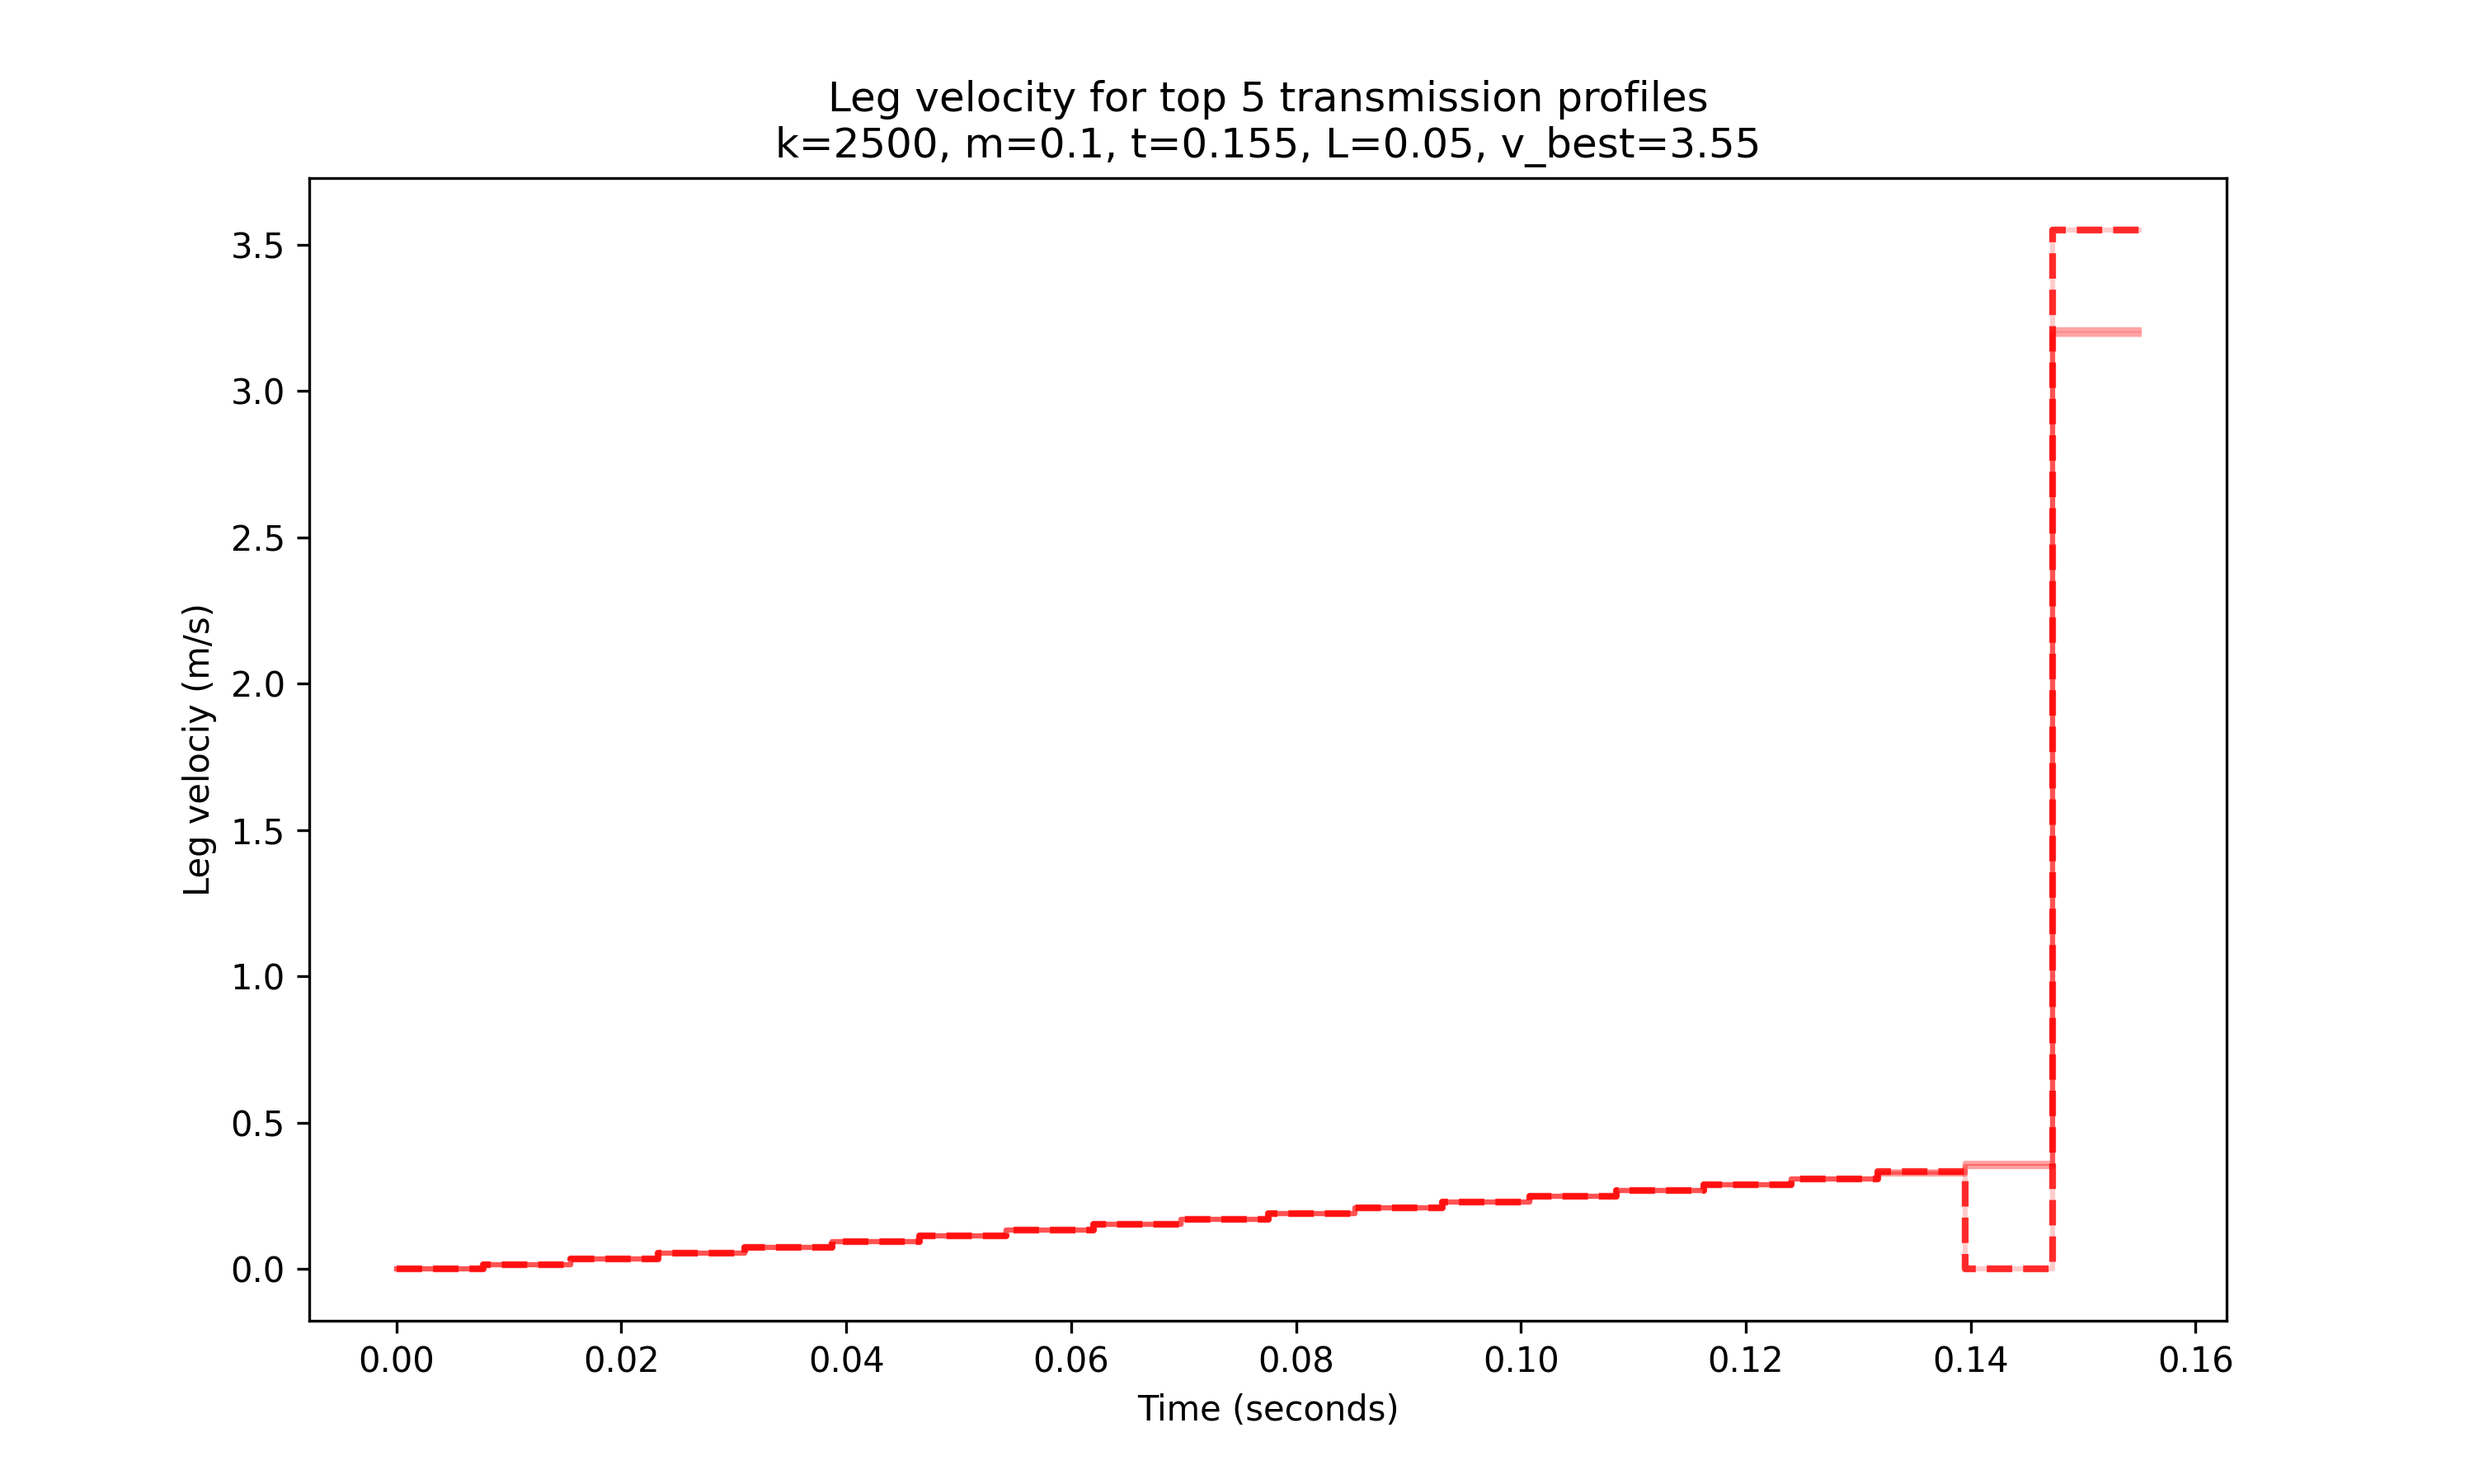 Leg velocity for top 5 transmission profiles
k=2500, m=0.1, t=0.155, L=0.05, v_best=3.55
3.5
3.0
2.5
2.0
1.5
1.0
0.5
0.0
Leg velociy (m/s)
0.00 0.02 0.04 0.06 0.08 0.10 0.12 0.14 0.16
Time (seconds)